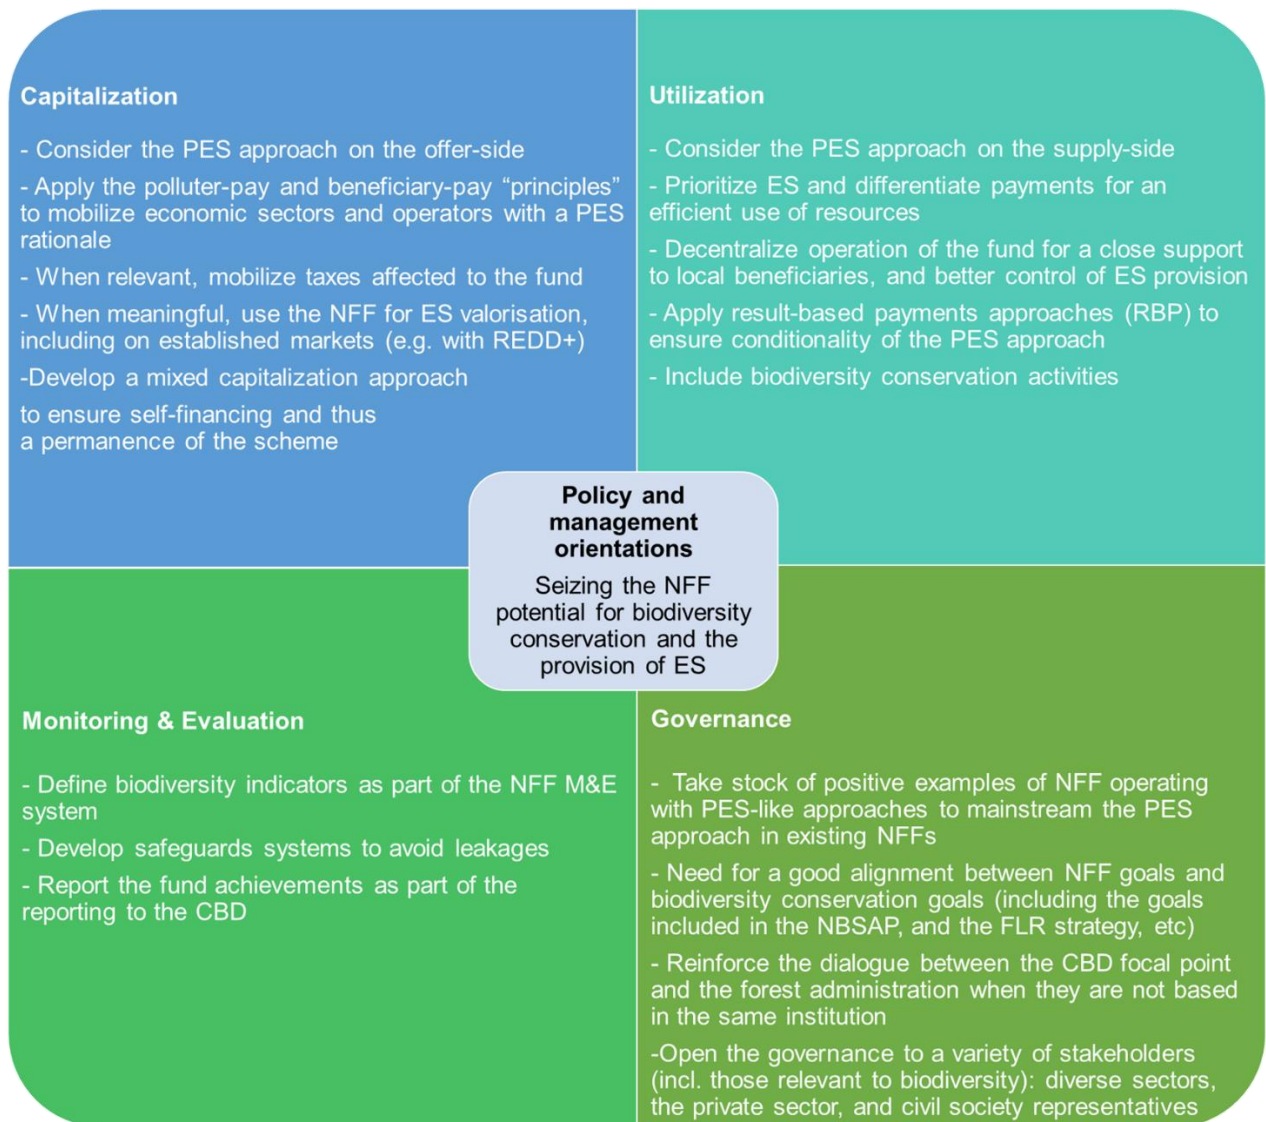 Capitalization
- Consider the PES approach on the offer-side
- Apply the polluter-pay and beneficiary-pay “principles”
to mobilize economic sectors and operators with a PES
rationale
- When relevant, mobilize taxes affected to the fund
- When meaningful, use the NFF for ES valorisation,
including on established markets (e.g. with REDD+)
-Develop a mixed capitalization approach
to ensure self-financing and thus
a permanence of the scheme
Utilization
- Consider the PES approach on the supply-side
- Prioritize ES and differentiate payments for an
efficient use of resources
- Decentralize operation of the fund for a close support
to local beneficiaries, and better control of ES provision
- Apply result-based payments approaches (RBP) to
ensure conditionality of the PES approach
- Include biodiversity conservation activities
Policy and
management
orientations
Seizing the NFF
potential for biodiversity
conservation and the
provision of ES
Monitoring & Evaluation
- Define biodiversity indicators as part of the NFF M&E
system
- Develop safeguards systems to avoid leakages
- Report the fund achievements as part of the
reporting to the CBD
Governance
- Take stock of positive examples of NFF operating
with PES-like approaches to mainstream the PES
approach in existing NFFs
- Need for a good alignment between NFF goals and
biodiversity conservation goals (including the goals
included in the NBSAP, and the FLR strategy, etc)
- Reinforce the dialogue between the CBD focal point
and the forest administration when they are not based
in the same institution
-Open the governance to a variety of stakeholders
(incl. those relevant to biodiversity): diverse sectors,
the private sector, and civil society representatives